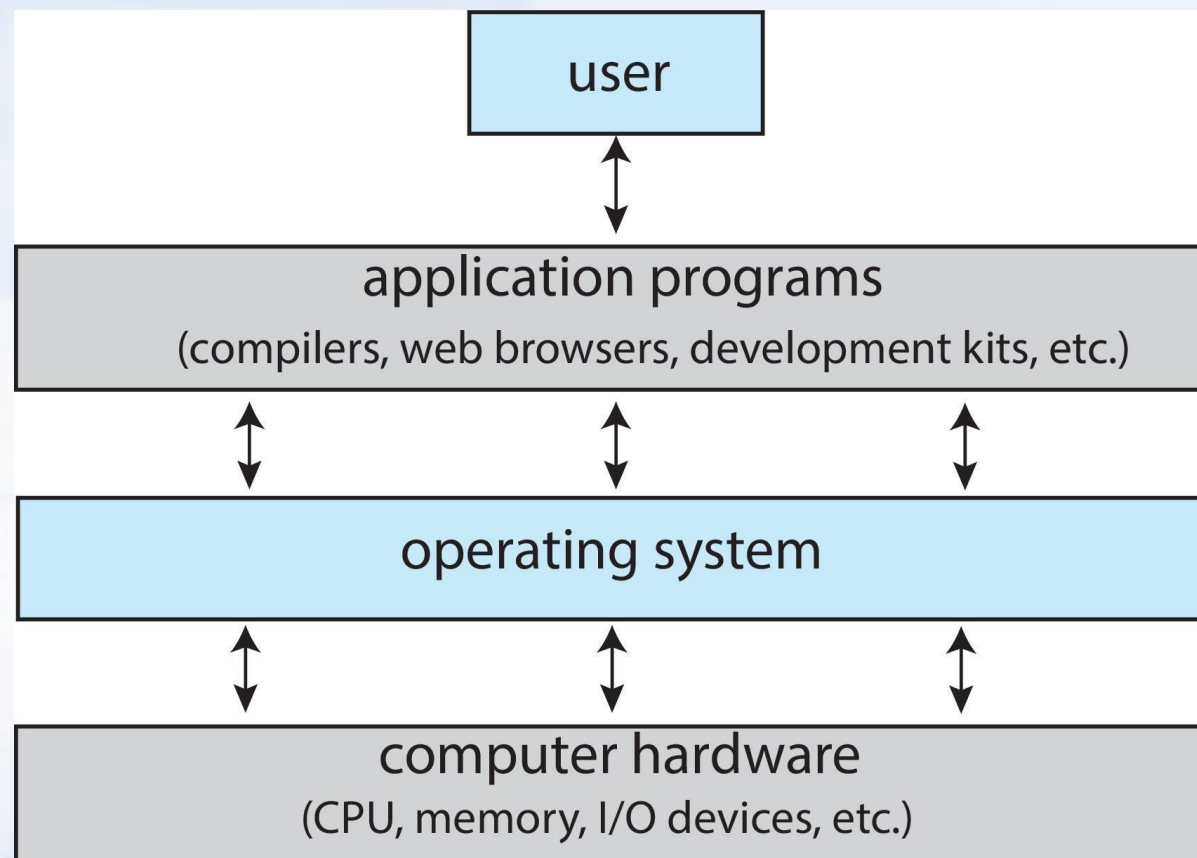 user
application programs
(compilers, web browsers, development kits, etc.)
operating system
computer hardware
(CPU, memory, I/O devices, etc.)